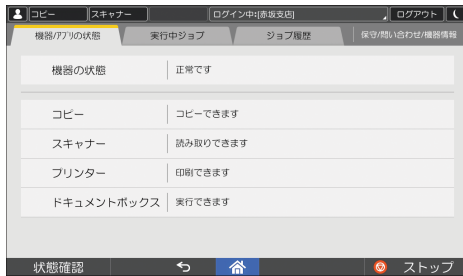 コピー スキャナー ログイン中:[赤坂支店] ログアウト
機器/アプリの状態 実行中ジョブ ジョブ履歴 保守/問い合わせ/機器情報
機器の状態 正常です
コピー コピーできます
スキャナー 読み取りできます
プリンター 印刷できます
ドキュメントボックス 実行できます
状態確認 ストップ